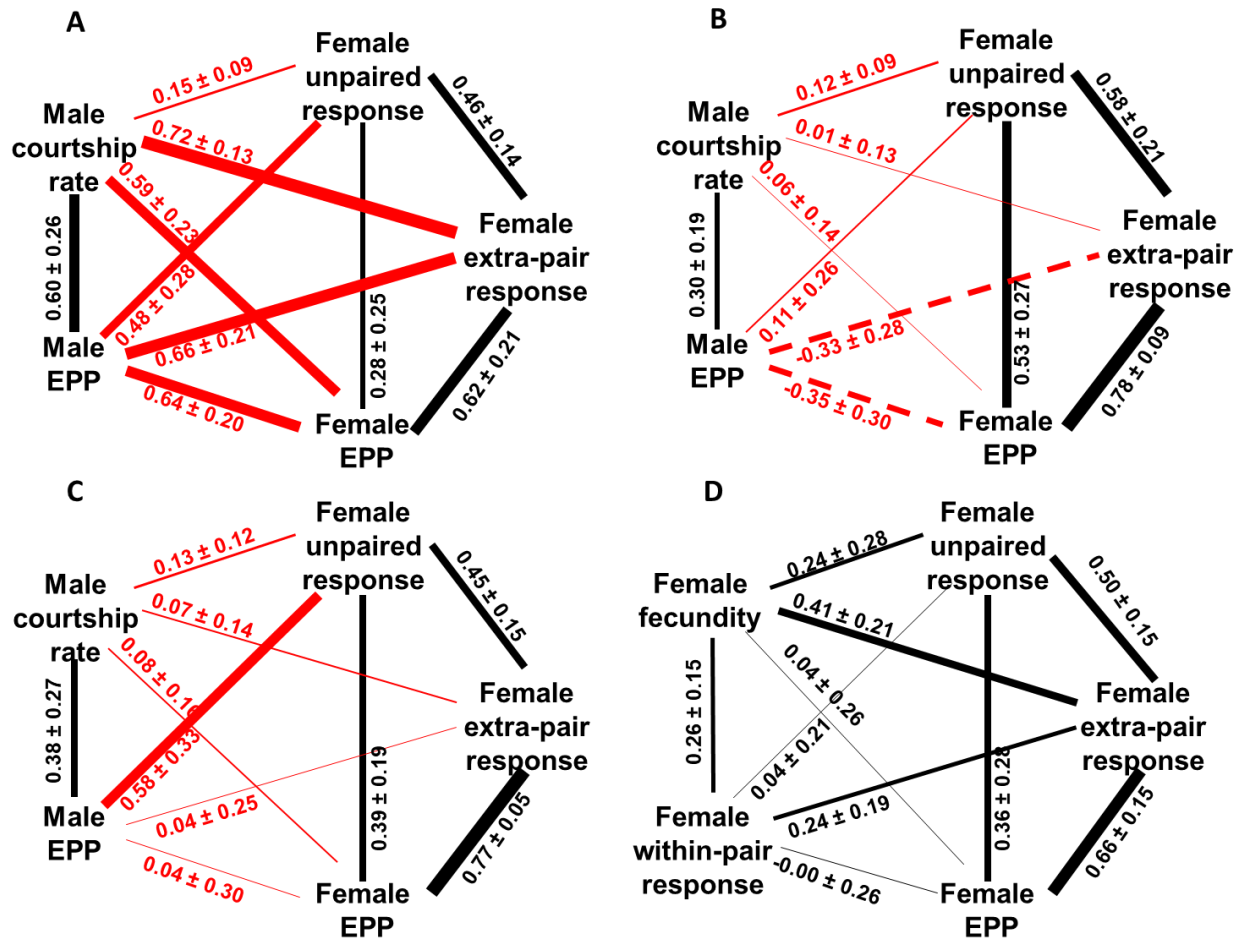 A
Female
unpaired
response
0.15 ± 0.09
0.46 ± 0.14
Male
courtship
rate
0.72 ± 0.13
0.59 ± 0.23
Female
extra-pair
response
0.60 ± 0.26
0.48 ± 0.28
0.66 ± 0.21
0.28 ± 0.25
0.62 ± 0.21
Male
EPP
0.64 ± 0.20
Female
EPP
B
Female
unpaired
response
0.12 ± 0.09
0.58 ± 0.21
Male
courtship
rate
0.01 ± 0.13
0.06 ± 0.14
Female
extra-pair
response
0.30 ± 0.19
0.11 ± 0.26
-0.33 ± 0.28
0.53 ± 0.27
0.78 ± 0.09
Male
EPP
-0.35 ± 0.30
Female
EPP
C
Female
unpaired
response
0.13 ± 0.12
0.45 ± 0.15
Male
courtship
rate
0.07 ± 0.14
0.08 ± 0.16
Female
extra-pair
response
0.38 ± 0.27
0.58 ± 0.33
0.04 ± 0.25
0.39 ± 0.19
0.77 ± 0.05
Male
EPP
0.04 ± 0.30
Female
EPP
D
Female
unpaired
response
0.24 ± 0.28
0.50 ± 0.15
Female
fecundity
0.41 ± 0.21
0.04 ± 0.26
Female
extra-pair
response
0.26 ± 0.15
0.04 ± 0.21
0.24 ± 0.19
0.36 ± 0.28
0.66 ± 0.15
Female
within-pair
response
-0.00 ± 0.26
Female
EPP